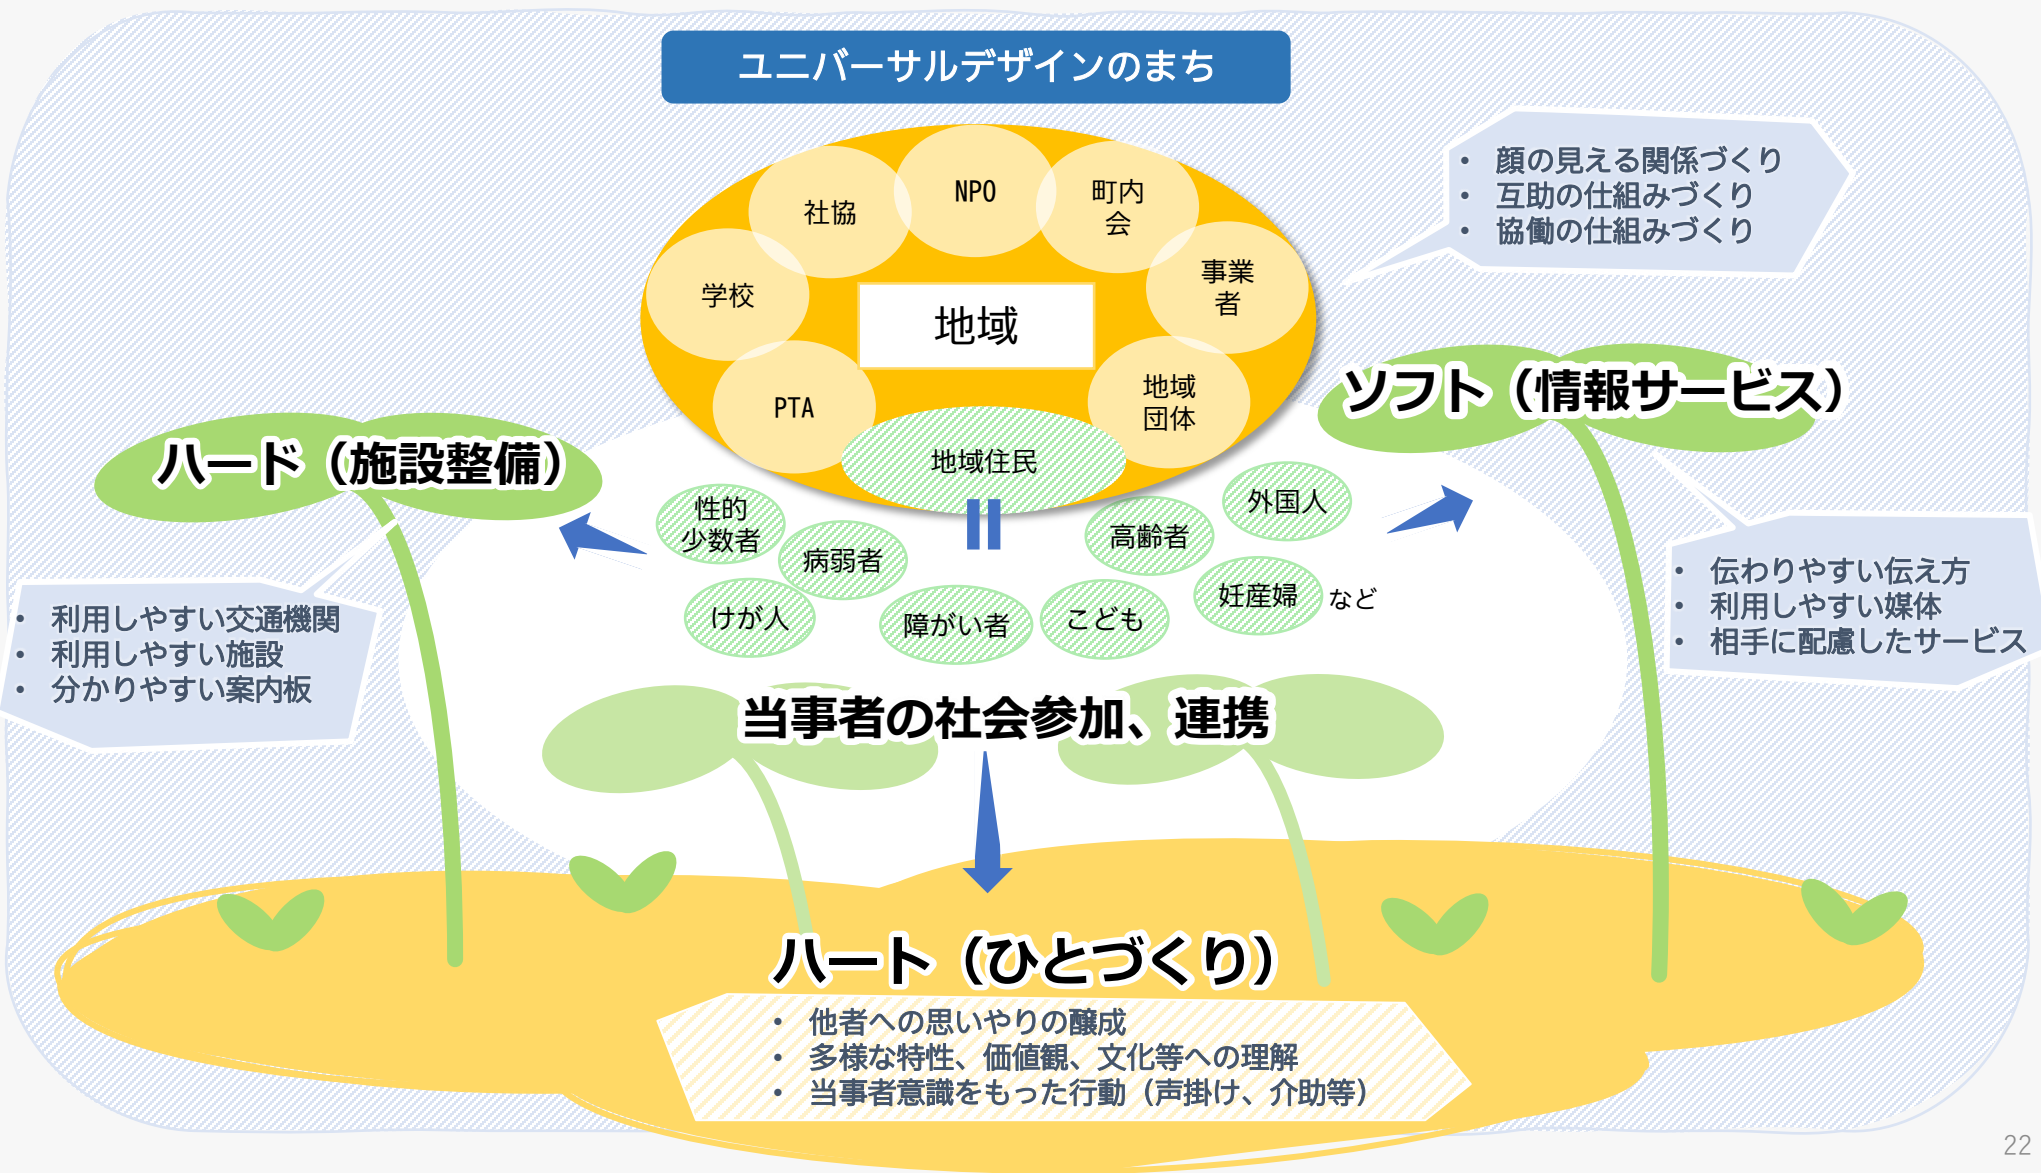 ユニバーサルデザインのまち
• 顔の見える関係づくり
• 互助の仕組みづくり
• 協働の仕組みづくり
NPO
社協
町内
会
学校
事業
者
地域
PTA
地域
団体
地域住民
ソフト（情報サービス）
ハード（施設整備）
性的
少数者
病弱者
けが人
障がい者
こども
高齢者
外国人
妊産婦
など
• 利用しやすい交通機関
• 利用しやすい施設
• 分かりやすい案内板
• 伝わりやすい伝え方
• 利用しやすい媒体
• 相手に配慮したサービス
当事者の社会参加、連携
ハート（ひとづくり）
• 他者への思いやりの醸成
• 多様な特性、価値観、文化等への理解
• 当事者意識をもった行動（声掛け、介助等）
22